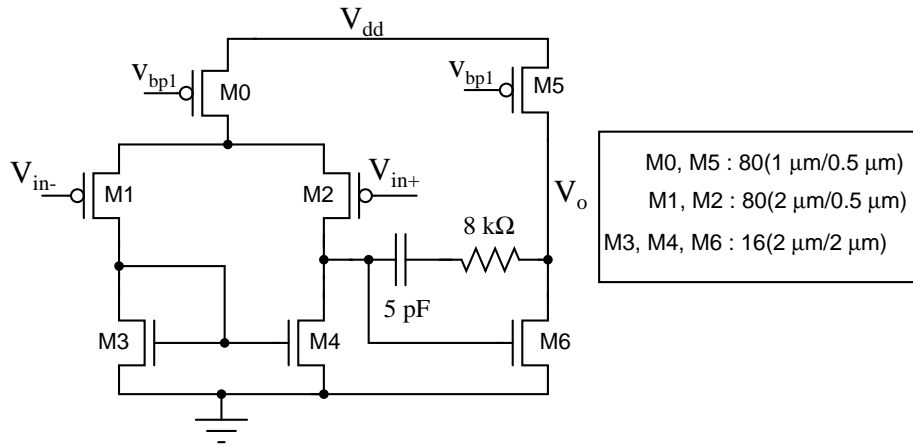 V_dd
v_bp1
M0
v_bp1
M5
V_in-
M1
M2
V_in+
V_o
8 kΩ
5 pF
M3
M4
M6
M0, M5 : 80(1 μm/0.5 μm)
M1, M2 : 80(2 μm/0.5 μm)
M3, M4, M6 : 16(2 μm/2 μm)